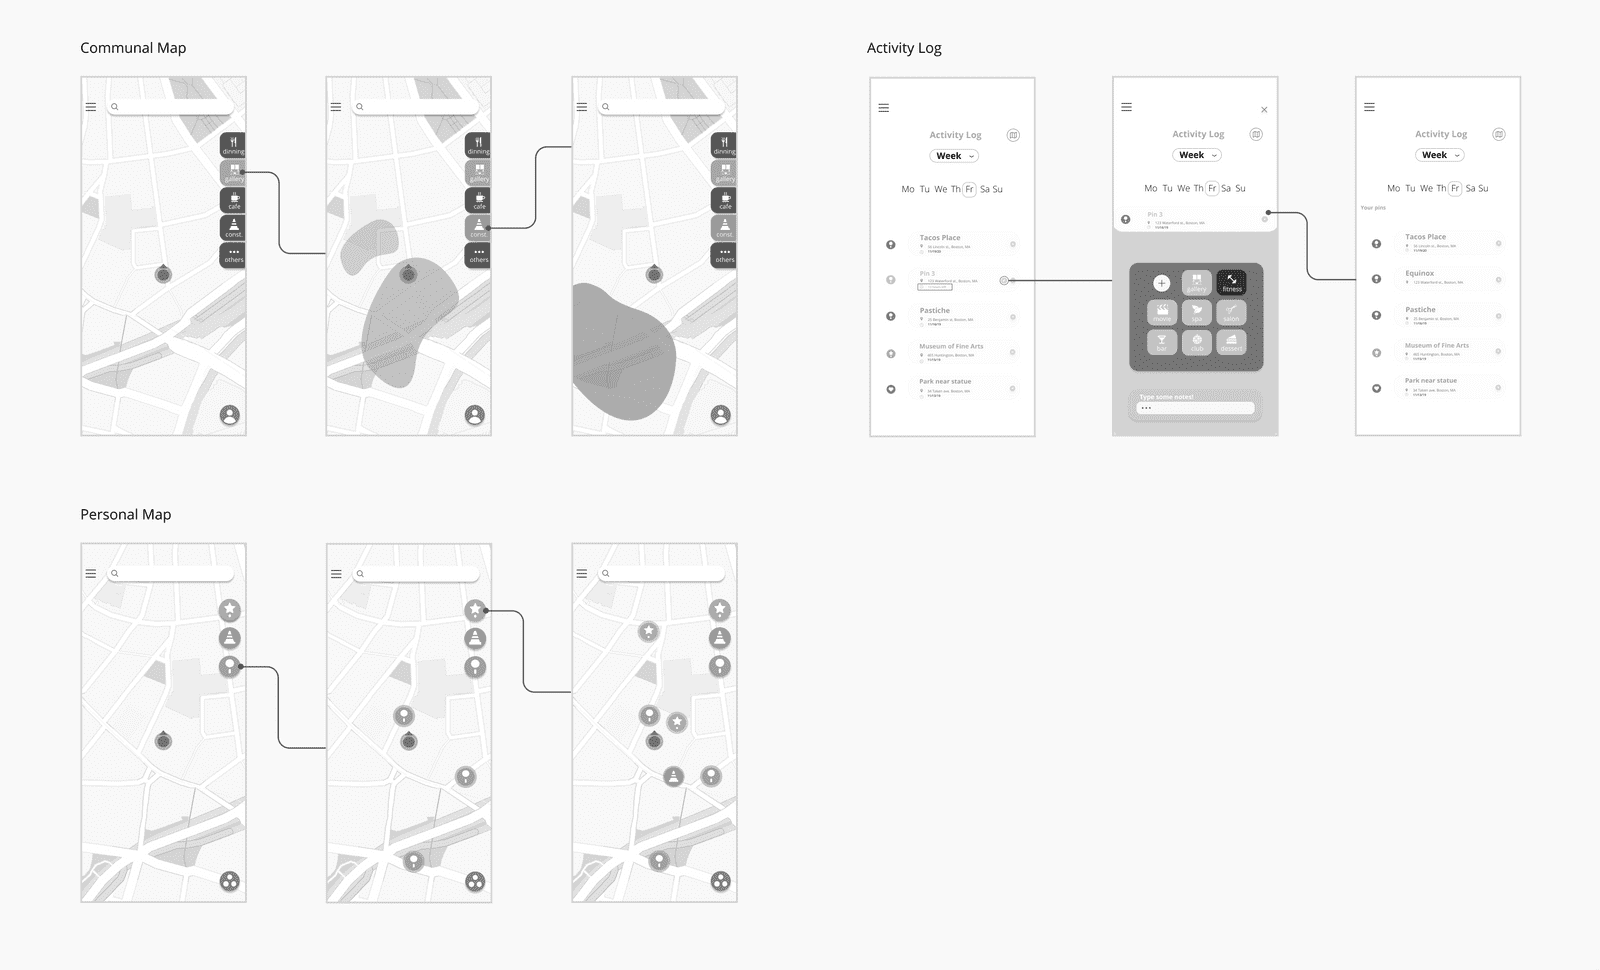 Communal Map
dinning
gallery
cafe
const.
others
dinning
gallery
cafe
const.
others
dinning
gallery
cafe
const.
others
Activity Log
Activity Log
Week
Mo Tu We Th Fr Sa Su
Tacos Place
Pin 3
Pastiche
Museum of Fine Arts
Park near statue
Activity Log
Week
Mo Tu We Th Fr Sa Su
Pin 3
gallery
fitness
movie
spa
salon
bar
club
dessert
Type some notes!
Activity Log
Week
Mo Tu We Th Fr Sa Su
Your pins
Tacos Place
Equinox
Pastiche
Museum of Fine Arts
Park near statue
Personal Map